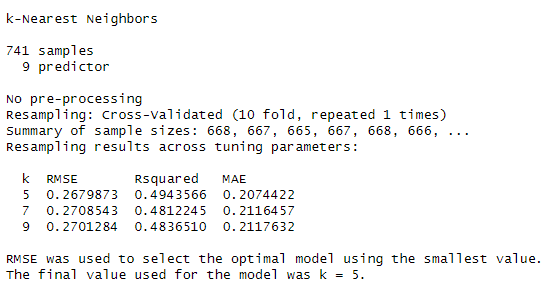 k-Nearest Neighbors

741 samples
  9 predictor

No pre-processing
Resampling: Cross-Validated (10 fold, repeated 1 times)
Summary of sample sizes: 668, 667, 665, 667, 668, 666, ...
Resampling results across tuning parameters:

  k  RMSE       Rsquared   MAE
  5  0.2679873  0.4943566  0.2074422
  7  0.2708543  0.4812245  0.2116457
  9  0.2701284  0.4836510  0.2117632

RMSE was used to select the optimal model using the smallest value.
The final value used for the model was k = 5.